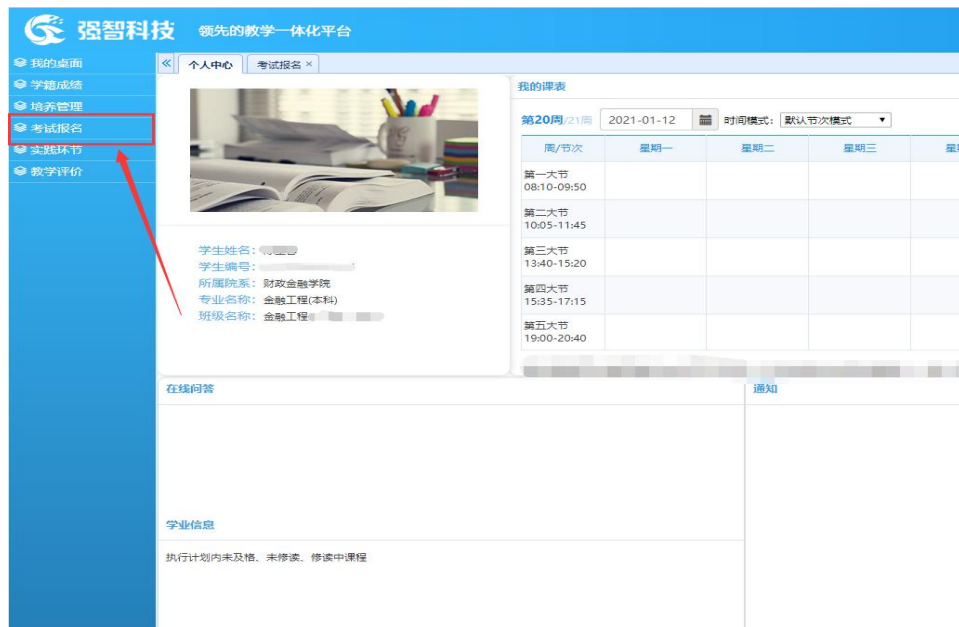 强智科技 领先的教学一体化平台
我的桌面
学籍成绩
培养管理
考试报名
实践环节
教学评价
« 个人中心 考试报名 ×
学生姓名：
学生编号：
所属院系：财政金融学院
专业名称：金融工程(本科)
班级名称：金融工程
我的课表
第20周/21周 2021-01-12 时间模式：默认节次模式
周/节次 星期一 星期二 星期三
第一大节
08:10-09:50
第二大节
10:05-11:45
第三大节
13:40-15:20
第四大节
15:35-17:15
第五大节
19:00-20:40
在线问答
通知
学业信息
执行计划内未及格、未修读、修读中课程